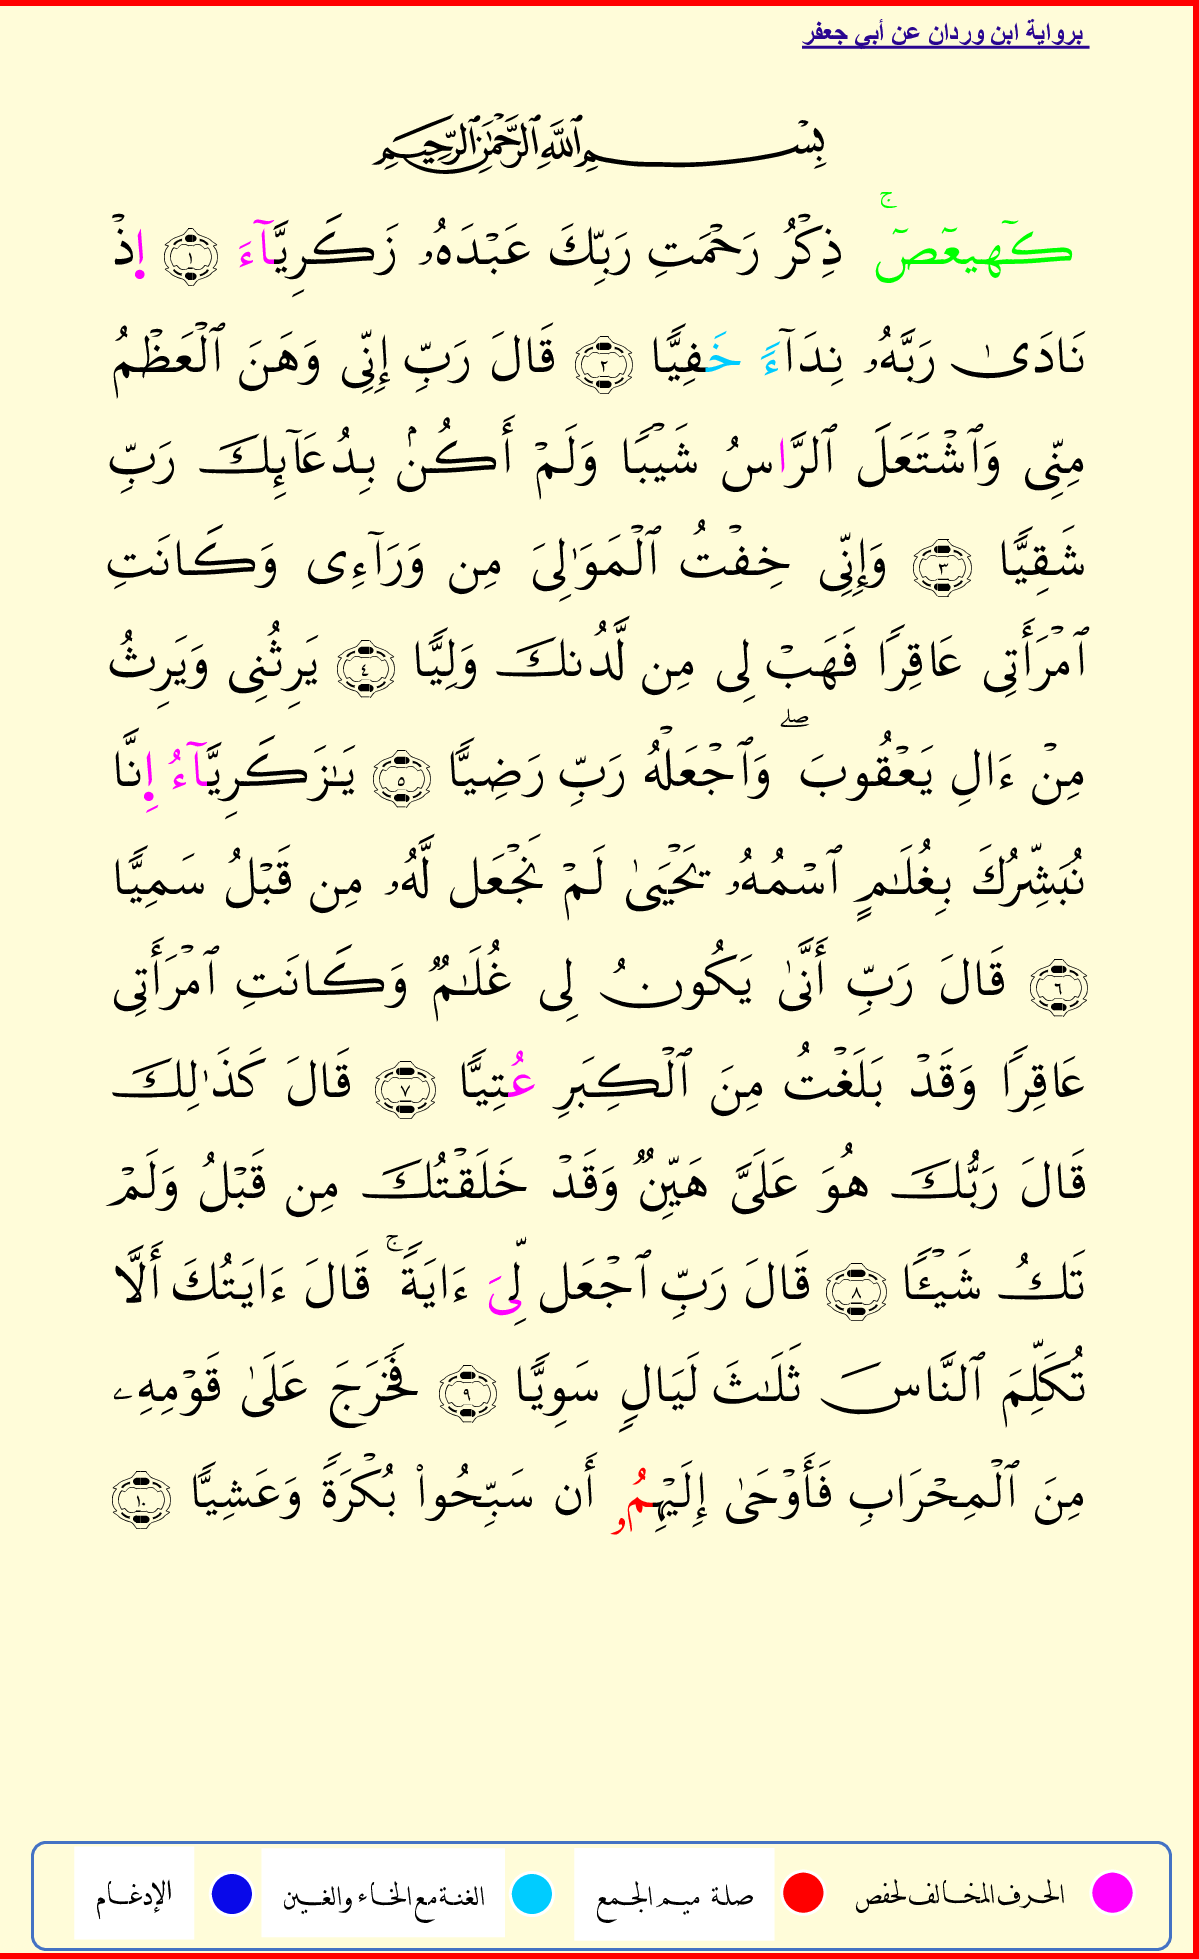 برواية ابن وردان عن أبي جعفر
بِسْمِ ٱللَّهِ ٱلرَّحْمَٰنِ ٱلرَّحِيمِ
كٓهيعٓصٓ ۚ ذِكْرُ رَحْمَتِ رَبِّكَ عَبْدَهُۥ زَكَرِيَّآءَ ١ إِذْ
نَادَىٰ رَبَّهُۥ نِدَآءً خَفِيًّا ٢ قَالَ رَبِّ إِنِّى وَهَنَ ٱلْعَظْمُ
مِنِّى وَٱشْتَعَلَ ٱلرَّاسُ شَيْبًا وَلَمْ أَكُنۢ بِدُعَآئِكَ رَبِّ
شَقِيًّا ٣ وَإِنِّى خِفْتُ ٱلْمَوَٰلِىَ مِن وَرَآءِى وَكَانَتِ
ٱمْرَأَتِى عَاقِرًا فَهَبْ لِى مِن لَّدُنكَ وَلِيًّا ٤ يَرِثُنِى وَيَرِثُ
مِنْ ءَالِ يَعْقُوبَ ۖ وَٱجْعَلْهُ رَبِّ رَضِيًّا ٥ يَٰزَكَرِيَّآءُ إِنَّا
نُبَشِّرُكَ بِغُلَٰمٍ ٱسْمُهُۥ يَحْيَىٰ لَمْ نَجْعَل لَّهُۥ مِن قَبْلُ سَمِيًّا
٦ قَالَ رَبِّ أَنَّىٰ يَكُونُ لِى غُلَٰمٌ وَكَانَتِ ٱمْرَأَتِى
عَاقِرًا وَقَدْ بَلَغْتُ مِنَ ٱلْكِبَرِ عُتِيًّا ٧ قَالَ كَذَٰلِكَ
قَالَ رَبُّكَ هُوَ عَلَىَّ هَيِّنٌ وَقَدْ خَلَقْتُكَ مِن قَبْلُ وَلَمْ
تَكُ شَيْـًٔا ٨ قَالَ رَبِّ ٱجْعَل لِّىَ ءَايَةً ۚ قَالَ ءَايَتُكَ أَلَّا
تُكَلِّمَ ٱلنَّاسَ ثَلَٰثَ لَيَالٍ سَوِيًّا ٩ فَخَرَجَ عَلَىٰ قَوْمِهِۦ
مِنَ ٱلْمِحْرَابِ فَأَوْحَىٰ إِلَيْهِمُۥ أَن سَبِّحُوا۟ بُكْرَةً وَعَشِيًّا ١٠
الحرف المخالف لحفص صلة ميم الجمع الغنة مع الخاء والغين الإدغام